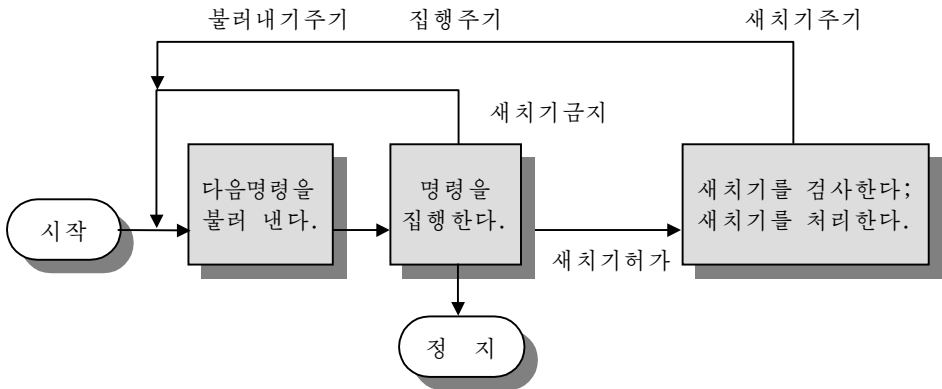 불러내기주기 집행주기 새치기주기
새치기금지
다음명령을
불러 낸다.
명령을
집행한다.
새치기를 검사한다;
새치기를 처리한다.
시작
새치기허가
정 지